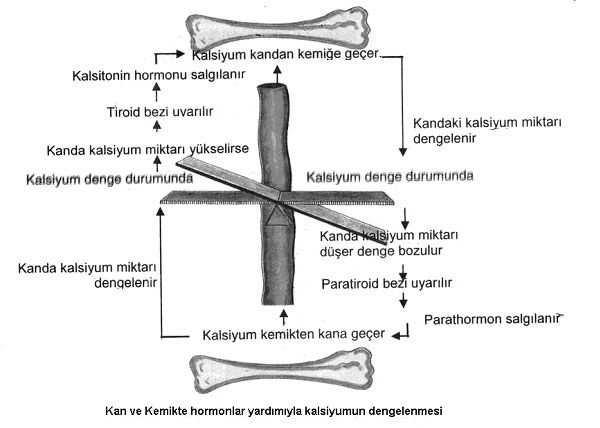 Kalsiyum kandan kemiğe geçer.
Kalsitonin hormonu salgılanır
Tiroid bezi uvarılır
Kanda kalsiyum miktarı yükselirse
Kalsiyum denge durumunda
Kandaki kalsiyum miktarı
dengelenir
Kalsiyum denge durumunda
Kanda kalsiyum miktarı
düşer denge bozulur
Paratiroid bezi uyarılır
Parathormon salgılanır
Kanda kalsiyum miktarı
dengelenir
Kalsiyum kemikten kana geçer
Kan ve Kemikte hormonlar yardımıyla kalsiyumun dengelenmesi